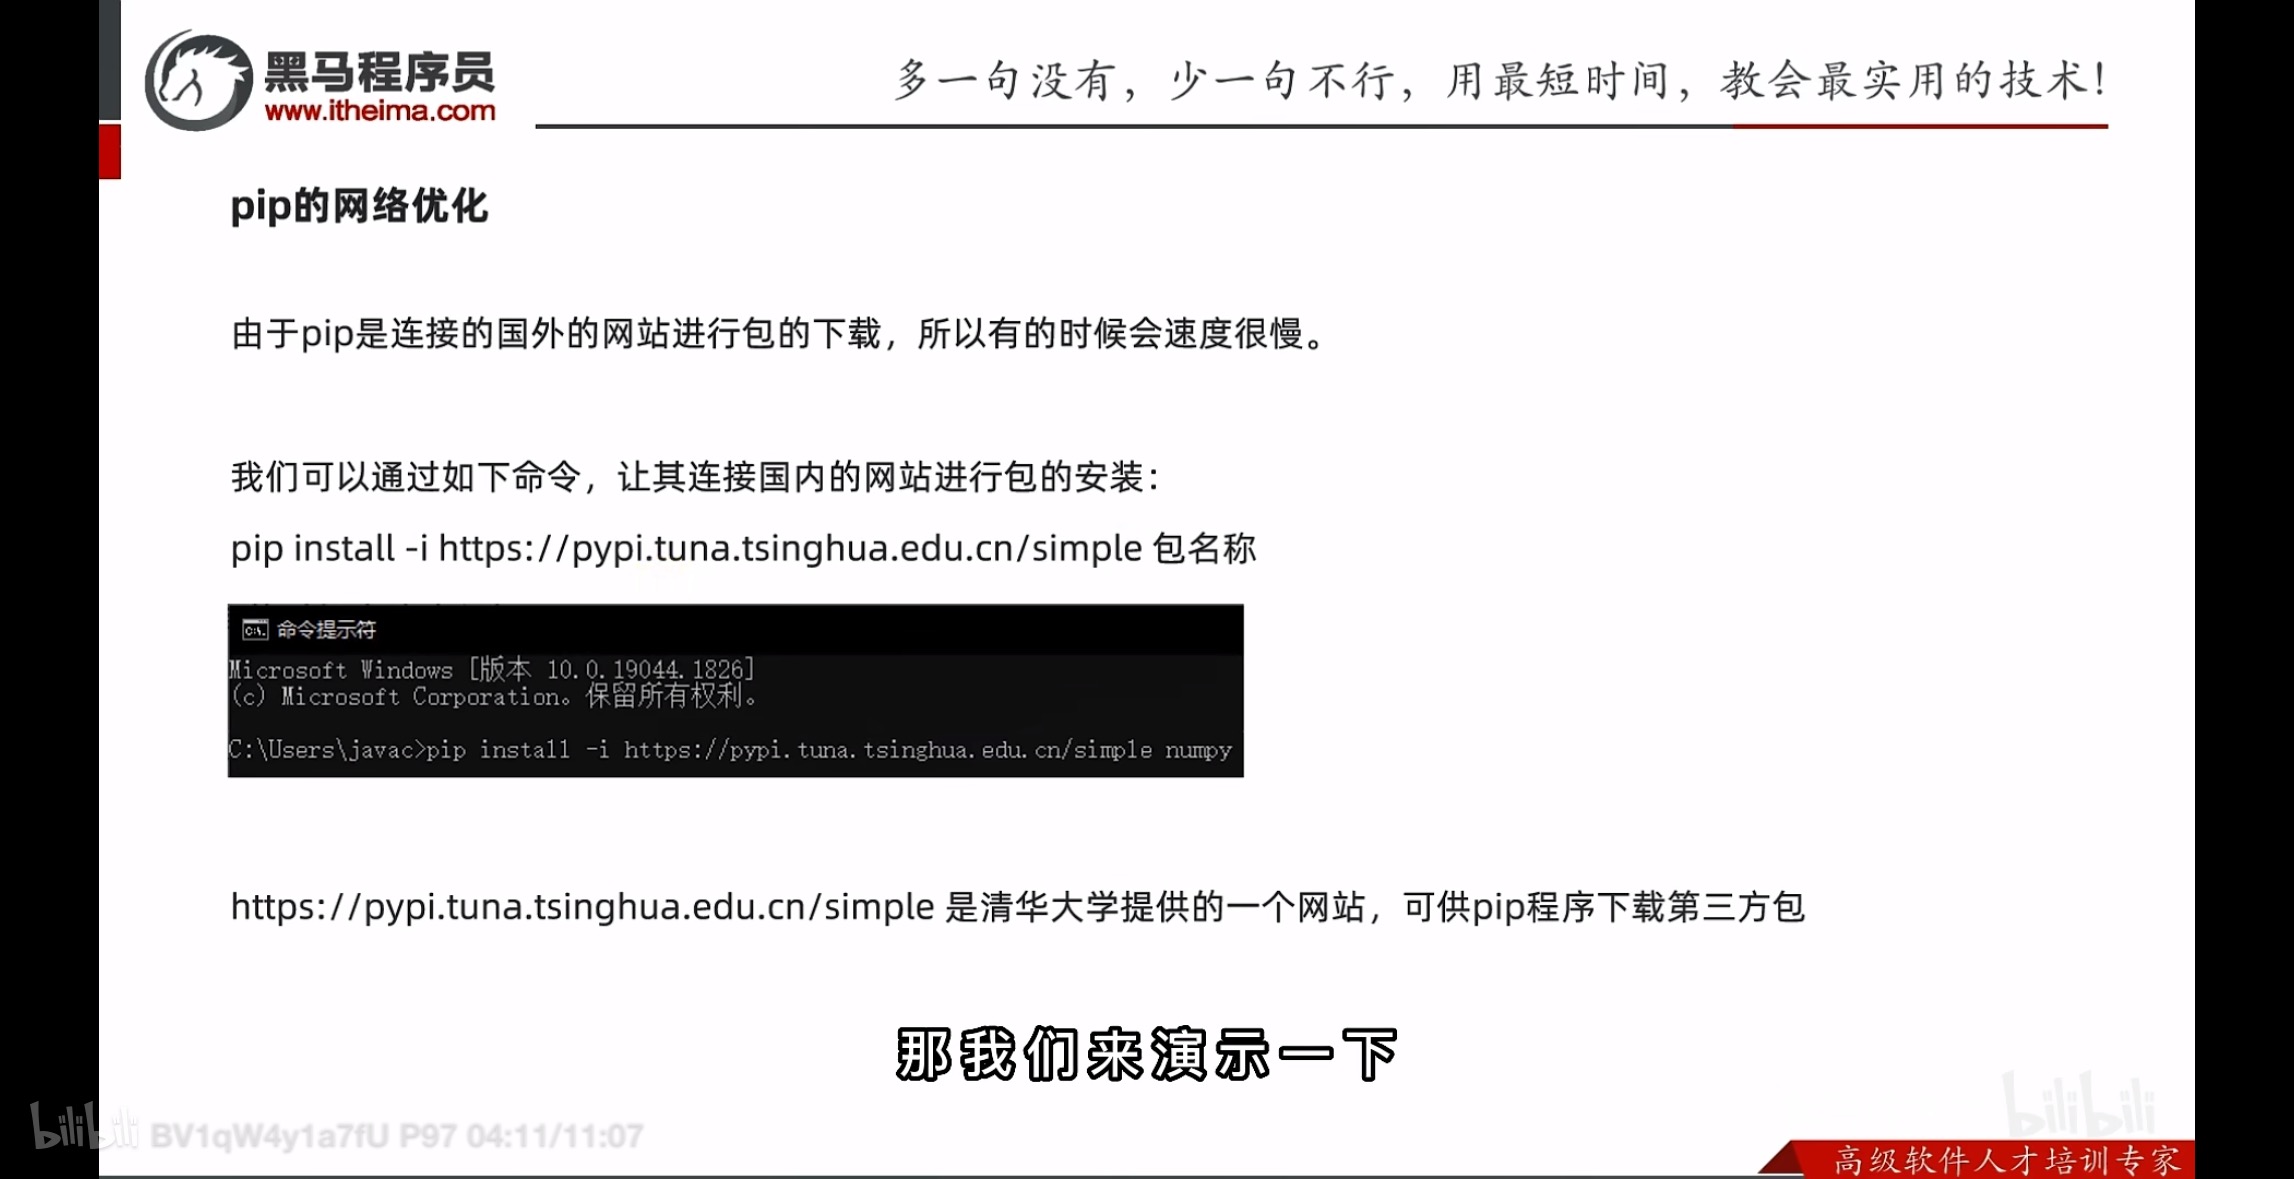 黑马程序员
www.itheima.com
多一句没有，少一句不行，用最短时间，教会最实用的技术！
pip的网络优化
由于pip是连接的国外的网站进行包的下载，所以有的时候会速度很慢。
我们可以通过如下命令，让其连接国内的网站进行包的安装：
pip install -i https://pypi.tuna.tsinghua.edu.cn/simple 包名称
命令提示符
Microsoft Windows [版本 10.0.19044.1826]
(c) Microsoft Corporation。保留所有权利。
C:\Users\javac>pip install -i https://pypi.tuna.tsinghua.edu.cn/simple numpy
https://pypi.tuna.tsinghua.edu.cn/simple 是清华大学提供的一个网站，可供pip程序下载第三方包
那我们来演示一下
bilibili BV1qW4y1a7fU P97 04:11/11:07
bilibili
高级软件人才培训专家